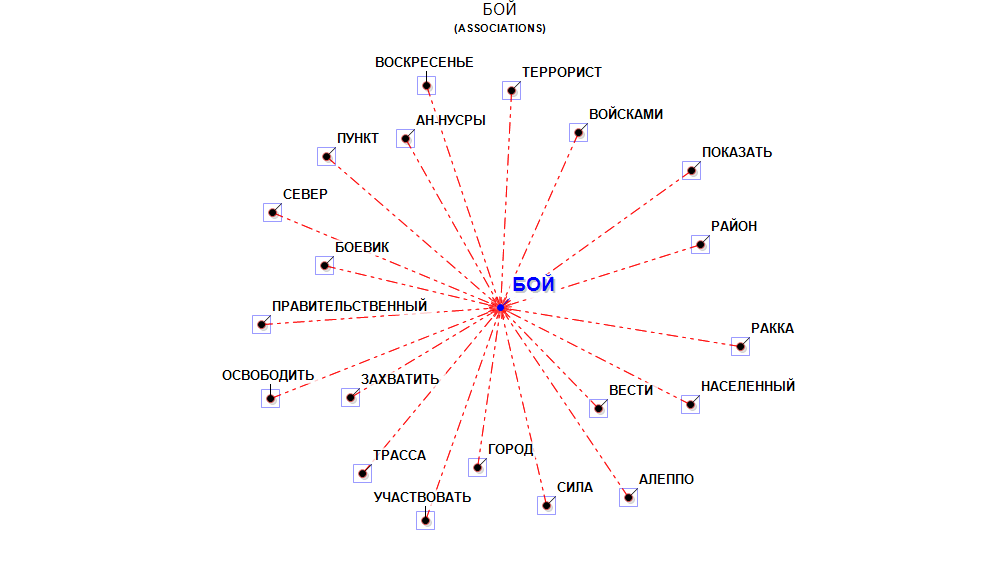 БОЙ
(ASSOCIATIONS)
ВОСКРЕСЕНЬЕ
ТЕРРОРИСТ
ВОЙСКАМИ
АН-НУСРЫ
ПУНКТ
ПОКАЗАТЬ
СЕВЕР
РАЙОН
БОЕВИК
БОЙ
ПРАВИТЕЛЬСТВЕННЫЙ
РАККА
ОСВОБОДИТЬ
ЗАХВАТИТЬ
НАСЕЛЕННЫЙ
ВЕСТИ
ГОРОД
ТРАССА
АЛЕППО
СИЛА
УЧАСТВОВАТЬ